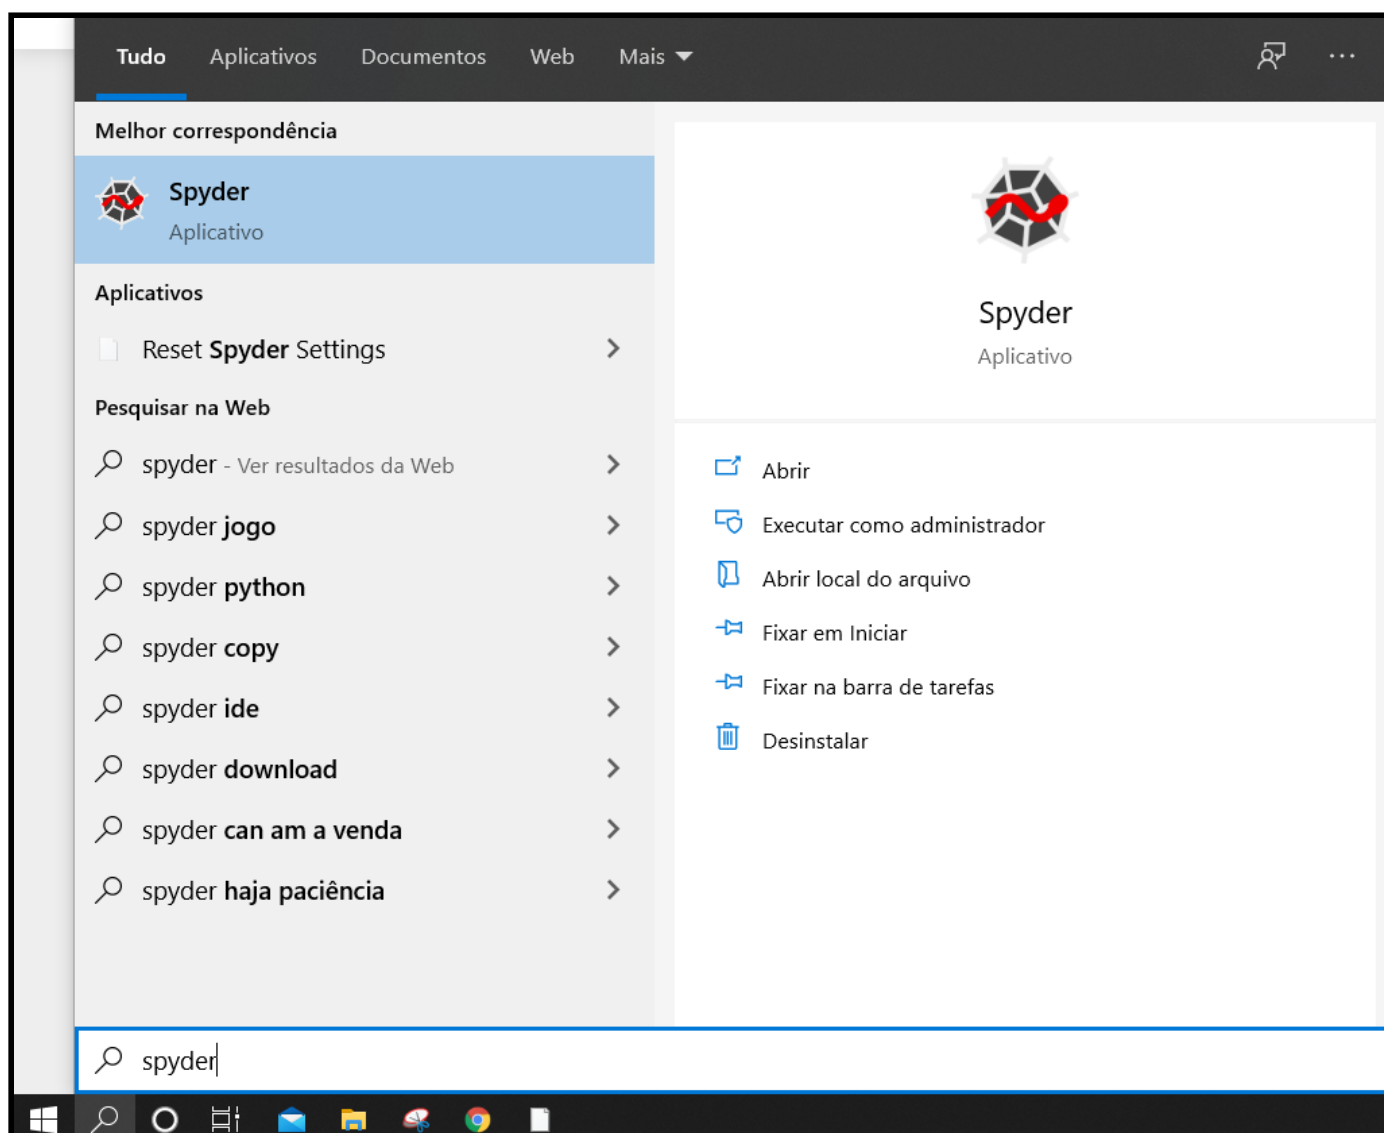 Tudo Aplicativos Documentos Web Mais
Melhor correspondência
Spyder
Aplicativo
Aplicativos
Reset Spyder Settings
Pesquisar na Web
spyder - Ver resultados da Web
spyder jogo
spyder python
spyder copy
spyder ide
spyder download
spyder can am a venda
spyder haja paciência
Spyder
Aplicativo
Abrir
Executar como administrador
Abrir local do arquivo
Fixar em Iniciar
Fixar na barra de tarefas
Desinstalar
spyder